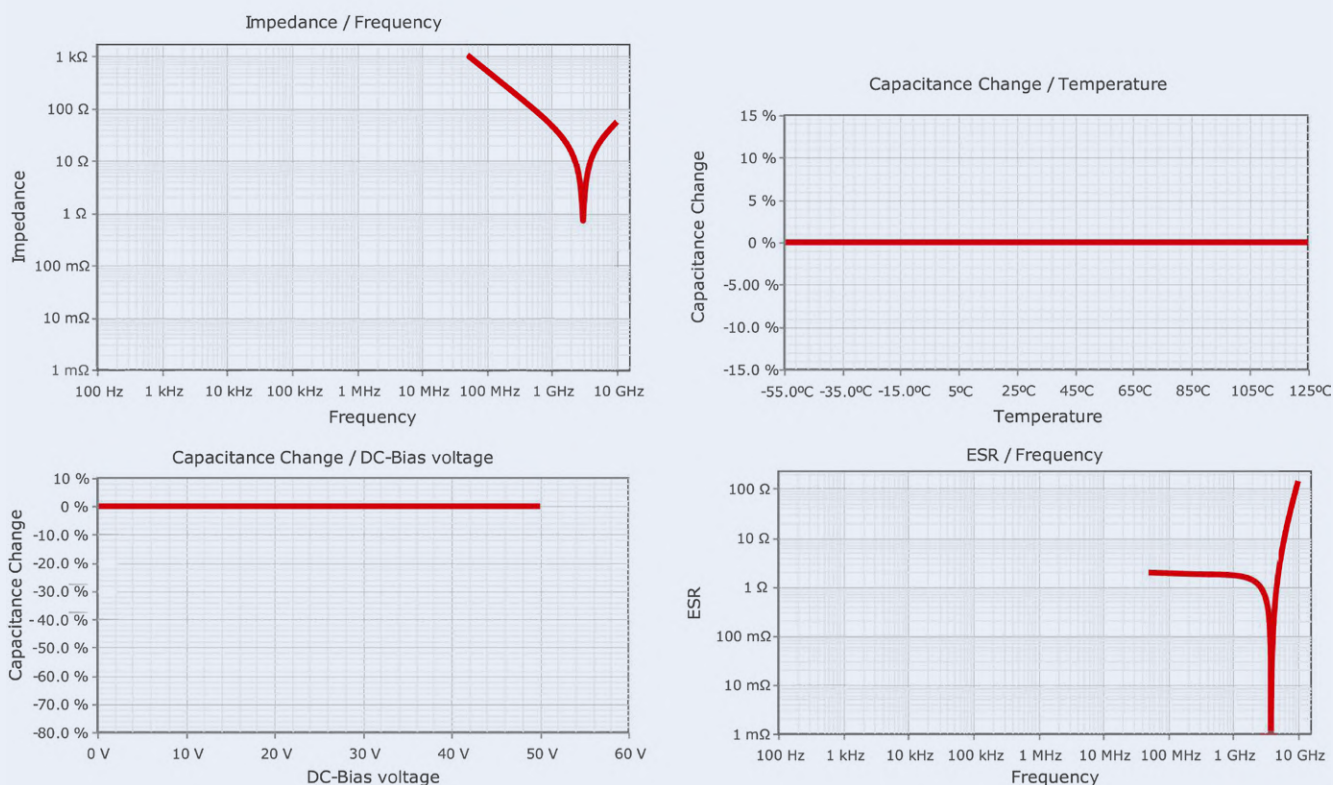 Impedance / Frequency
1 kΩ
100 Ω
10 Ω
1 Ω
100 mΩ
10 mΩ
1 mΩ
Impedance
100 Hz 1 kHz 10 kHz 100 kHz 1 MHz 10 MHz 100 MHz 1 GHz 10 GHz
Frequency
Capacitance Change / Temperature
15 %
10 %
5 %
0 %
-5.00 %
-10.0 %
-15.0 %
Capacitance Change
-55.0ºC -35.0ºC -15.0ºC 5ºC 25ºC 45ºC 65ºC 85ºC 105ºC 125ºC
Temperature
Capacitance Change / DC-Bias voltage
10 %
0 %
-10.0 %
-20.0 %
-30.0 %
-40.0 %
-50.0 %
-60.0 %
-70.0 %
-80.0 %
Capacitance Change
0 V 10 V 20 V 30 V 40 V 50 V 60 V
DC-Bias voltage
ESR / Frequency
100 Ω
10 Ω
1 Ω
100 mΩ
10 mΩ
1 mΩ
ESR
100 Hz 1 kHz 10 kHz 100 kHz 1 MHz 10 MHz 100 MHz 1 GHz 10 GHz
Frequency